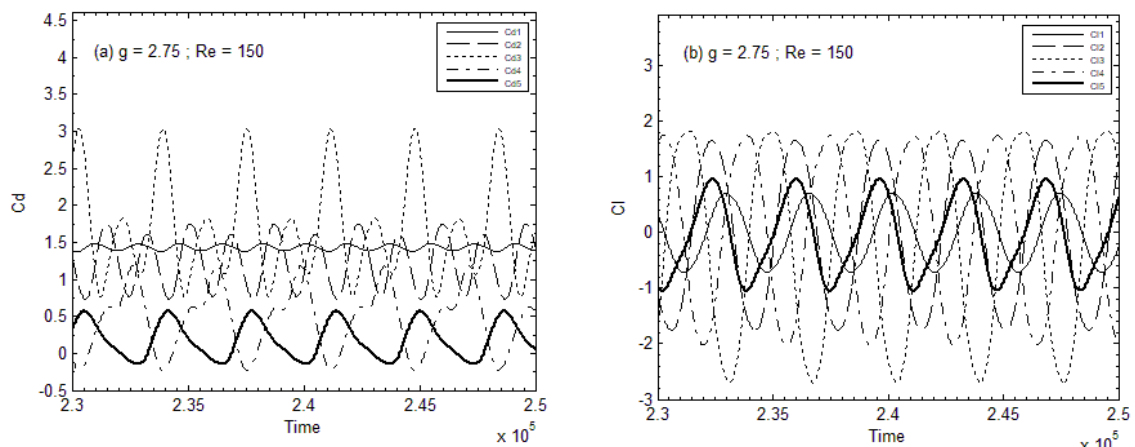 4.5
4
3.5
3
2.5
2
1.5
1
0.5
0
-0.5
Cd
(a) g = 2.75 ; Re = 150
Cd1
Cd2
Cd3
Cd4
Cd5
2.3
2.35
2.4
2.45
2.5
Time
x 10^5
3
2
1
0
-1
-2
-3
Cl
(b) g = 2.75 ; Re = 150
Cl1
Cl2
Cl3
Cl4
Cl5
2.3
2.35
2.4
2.45
2.5
Time
x 10^5